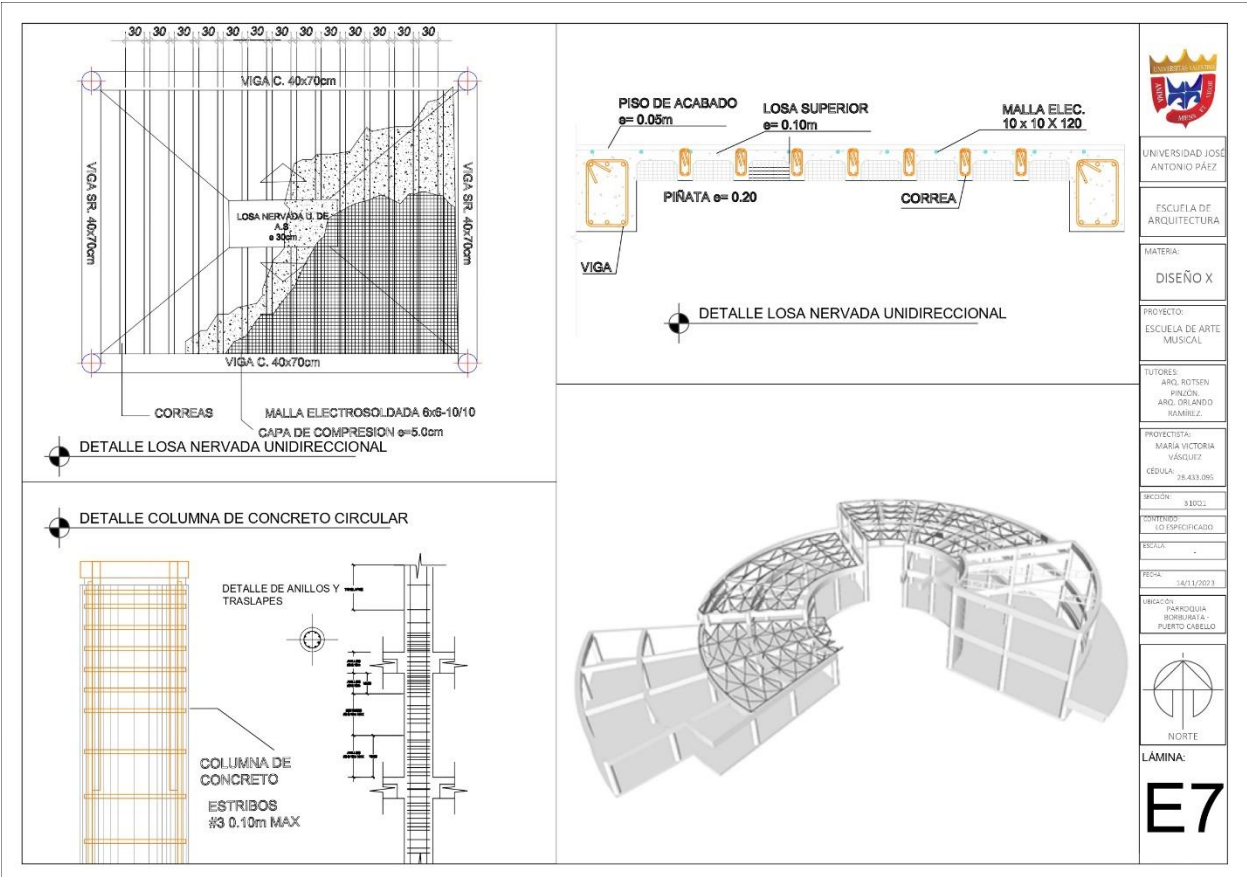 30 30 30 30 30 30 30 30 30 30 30 30 30
VIGA C. 40x70cm
VIGA SR. 40x70cm
VIGA SR. 40x70cm
LOSA NERVADA U. DE
A.S
e 30cm
VIGA C. 40x70cm
CORREAS
MALLA ELECTROSOLDADA 6x6-10/10
CAPA DE COMPRESION e=5.0cm
DETALLE LOSA NERVADA UNIDIRECCIONAL
DETALLE COLUMNA DE CONCRETO CIRCULAR
DETALLE DE ANILLOS Y
TRASLAPES
TRASLAPE
COLUMNA DE
CONCRETO
ESTRIBOS
#3 0.10m MAX
PISO DE ACABADO
e= 0.05m
LOSA SUPERIOR
e= 0.10m
MALLA ELEC.
10 x 10 X 120
PIÑATA e= 0.20
CORREA
VIGA
DETALLE LOSA NERVADA UNIDIRECCIONAL
UNIVERSIDAD JOSÉ
ANTONIO PÁEZ
ESCUELA DE
ARQUITECTURA
MATERIA:
DISEÑO X
PROYECTO:
ESCUELA DE ARTE
MUSICAL
TUTORES:
ARQ. ROTSEN
PINZÓN.
ARQ. ORLANDO
RAMÍREZ.
PROYECTISTA:
MARÍA VICTORIA
VÁSQUEZ
CÉDULA:
28.433.095
SECCIÓN:
310D1
CONTENIDO:
LO ESPECIFICADO
ESCALA:
-
FECHA:
14/11/2023
UBICACIÓN
PARROQUIA
BORBURATA -
PUERTO CABELLO
NORTE
LÁMINA:
E7